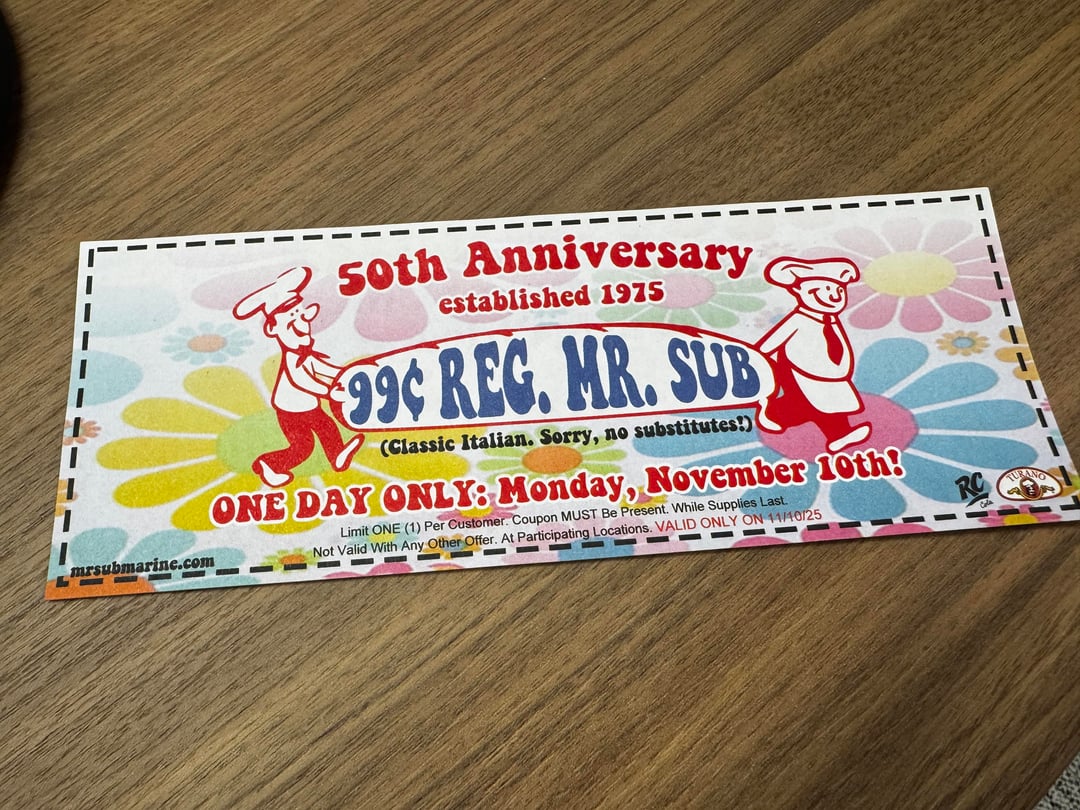 50th Anniversary
established 1975
99¢ REG. MR. SUB
(Classic Italian. Sorry, no substitutes!)
ONE DAY ONLY: Monday, November 10th!
Limit ONE (1) Per Customer. Coupon MUST Be Present. While Supplies Last.
Not Valid With Any Other Offer. At Participating Locations. VALID ONLY ON 11/10/25
mrsubmarine.com
RC
Cola
TURANO